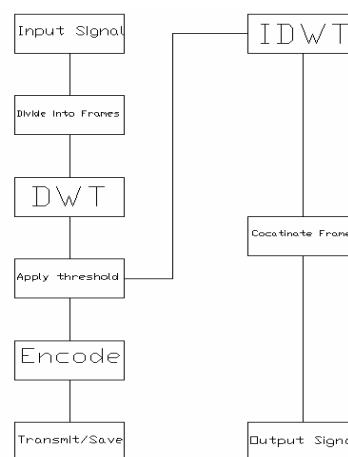 Input Signal
Divide Into Frames
DWT
Apply threshold
Encode
Transmit/Save
IDWT
Cocatinate Frame
Output Signa